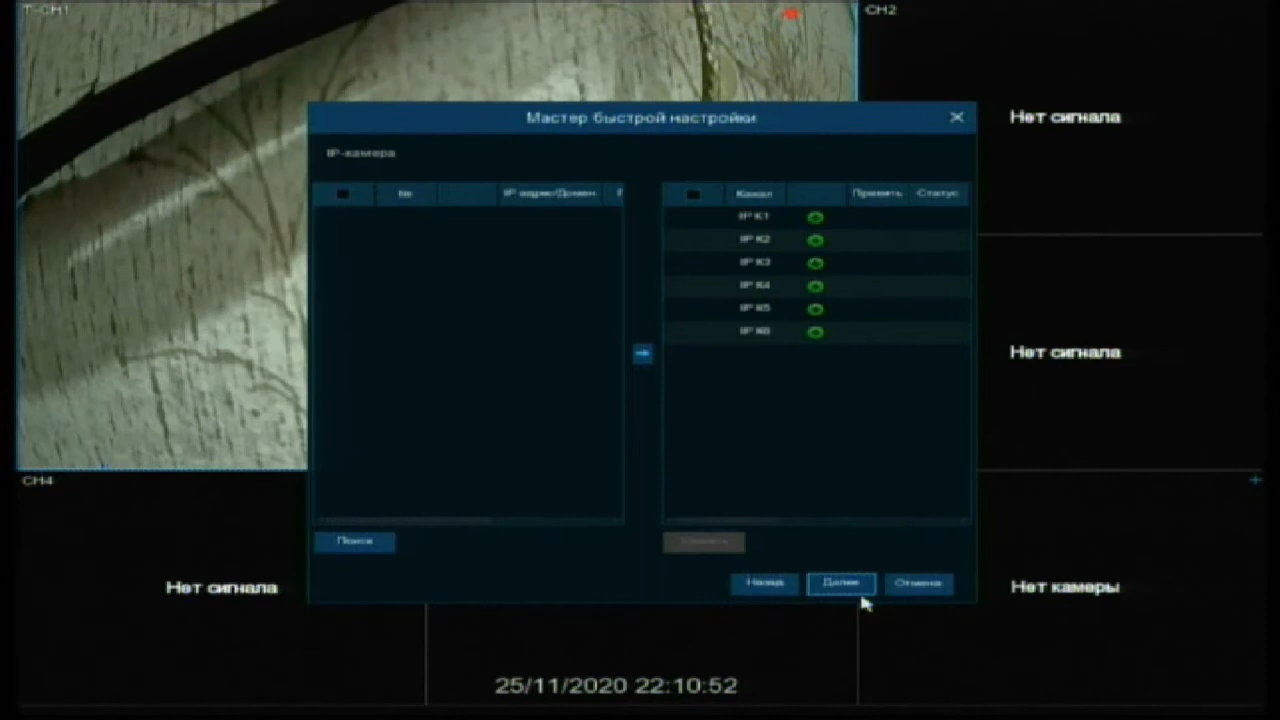 T-CH1
CH2
Нет сигнала
Мастер быстрой настройки
IP-камера
№ IP адрес/Домен
Канал Править Статус
IP K1
IP K2
IP K3
IP K4
IP K5
IP K6
Нет сигнала
CH4
Поиск
Назад Далее Отмена
Нет сигнала
Нет камеры
25/11/2020 22:10:52